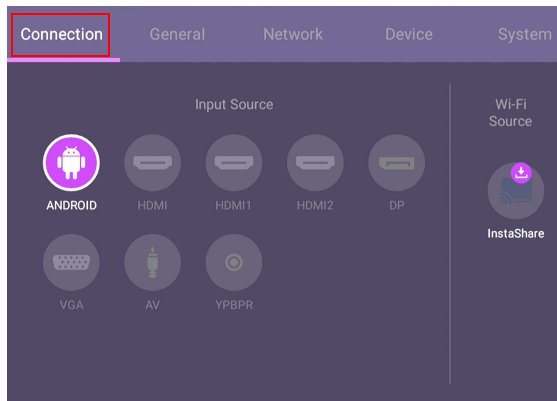 Connection General Network Device System
Input Source
Wi-Fi
Source
ANDROID HDMI HDMI1 HDMI2 DP
InstaShare
VGA AV YPBPR